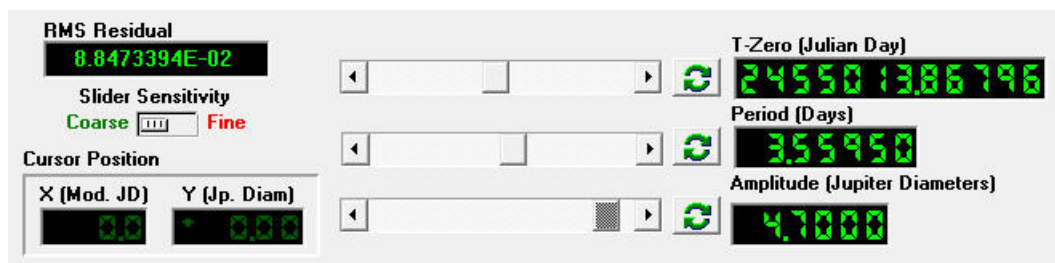 RMS Residual
8.8473394E-02
Slider Sensitivity
Coarse Fine
Cursor Position
X (Mod. JD) Y (Jp. Diam)
0.0 + 0.00
T-Zero (Julian Day)
2455013.86796
Period (Days)
3.55950
Amplitude (Jupiter Diameters)
4.7000